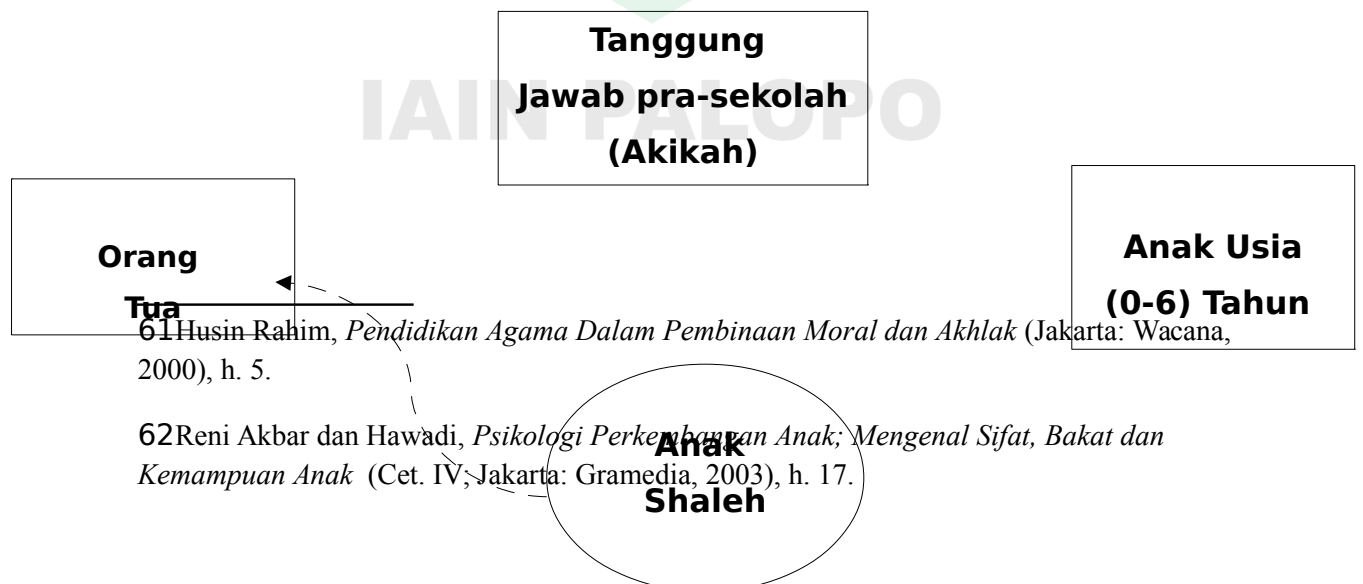 Tanggung
Jawab pra-sekolah
(Akikah)
IAIN PALOPO
Orang
Tua
Anak Usia
(0-6) Tahun
61Husin Rahim, Pendidikan Agama Dalam Pembinaan Moral dan Akhlak (Jakarta: Wacana,
2000), h. 5.
62Reni Akbar dan Hawadi, Psikologi Perkembangan Anak; Mengenal Sifat, Bakat dan
Kemampuan Anak (Cet. IV; Jakarta: Gramedia, 2003), h. 17.
Anak
Shaleh